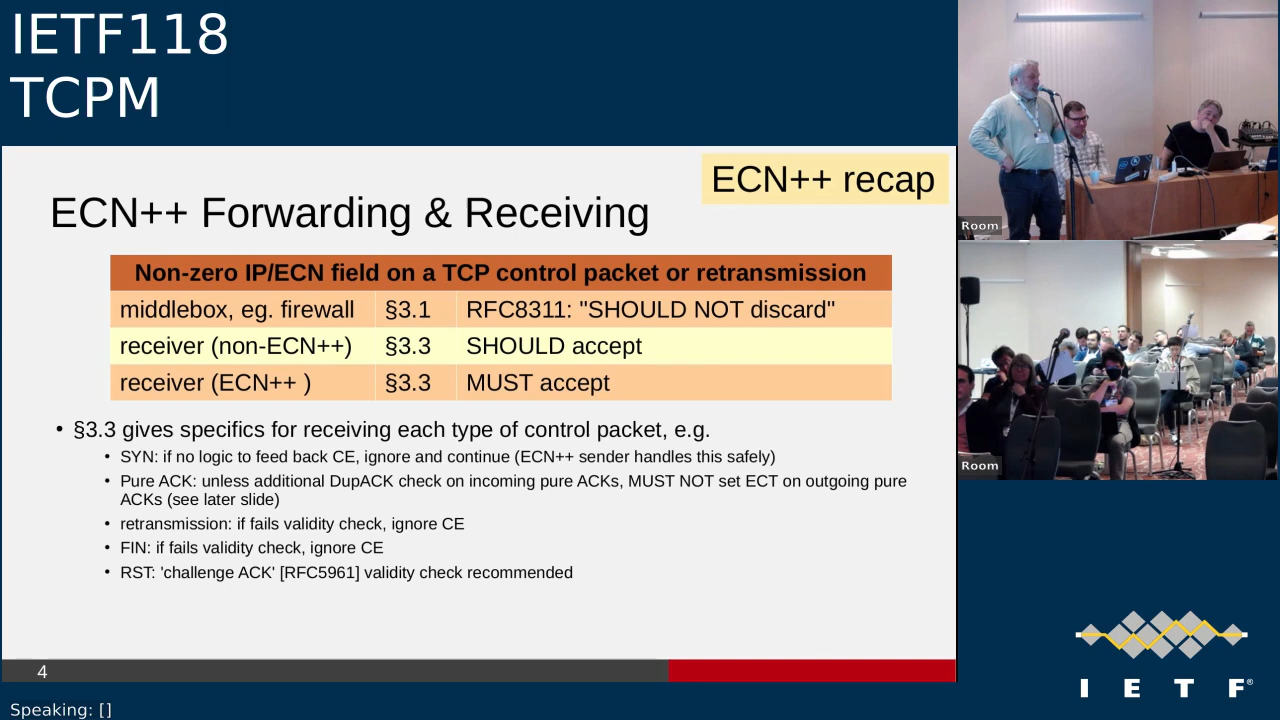 IETF118
TCPM
ECN++ recap
ECN++ Forwarding & Receiving
Non-zero IP/ECN field on a TCP control packet or retransmission
middlebox, eg. firewall §3.1 RFC8311: "SHOULD NOT discard"
receiver (non-ECN++) §3.3 SHOULD accept
receiver (ECN++ ) §3.3 MUST accept
• §3.3 gives specifics for receiving each type of control packet, e.g.
• SYN: if no logic to feed back CE, ignore and continue (ECN++ sender handles this safely)
• Pure ACK: unless additional DupACK check on incoming pure ACKs, MUST NOT set ECT on outgoing pure
ACKs (see later slide)
• retransmission: if fails validity check, ignore CE
• FIN: if fails validity check, ignore CE
• RST: 'challenge ACK' [RFC5961] validity check recommended
4
Speaking: []
Room
Room
I E T F®